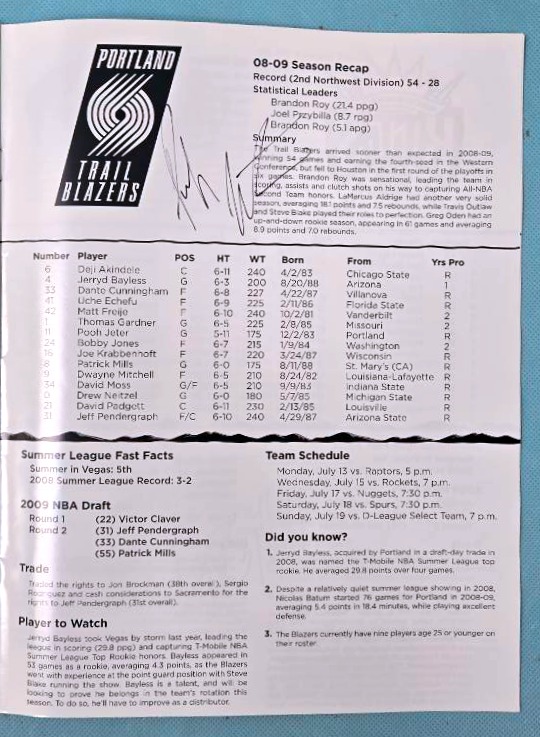 PORTLAND
TRAIL
BLAZERS
08-09 Season Recap
Record (2nd Northwest Division) 54 - 28
Statistical Leaders
Brandon Roy (21.4 ppg)
Joel Przybilla (8.7 rpg)
Brandon Roy (5.1 apg)
Summary
The Trail Blazers arrived sooner than expected in 2008-09,
winning 54 games and earning the fourth-seed in the Western
Conference, but fell to Houston in the first round of the playoffs in
six games. Brandon Roy was sensational, leading the team in
scoring, assists and clutch shots on his way to capturing All-NBA
Second Team honors. LaMarcus Aldrige had another very solid
season, averaging 18.1 points and 7.5 rebounds, while Travis Outlaw
and Steve Blake played their roles to perfection. Greg Oden had an
up-and-down rookie season, appearing in 61 games and averaging
8.9 points and 7.0 rebounds.
Number Player POS HT WT Born From Yrs Pro
6 Deji Akindele C 6-11 240 4/2/83 Chicago State R
4 Jerryd Bayless G 6-3 200 8/20/88 Arizona 1
33 Dante Cunningham F 6-8 227 4/22/87 Villanova R
41 Uche Echefu F 6-9 225 2/11/86 Florida State R
42 Matt Freije F 6-10 240 10/2/81 Vanderbilt 2
1 Thomas Gardner G 6-5 225 2/8/85 Missouri 2
11 Pooh Jeter G 5-11 175 12/2/83 Portland R
24 Bobby Jones F 6-7 215 1/9/84 Washington 2
16 Joe Krabbenhoft F 6-7 220 3/24/87 Wisconsin R
8 Patrick Mills G 6-0 175 8/11/88 St. Mary's (CA) R
9 Dwayne Mitchell F 6-5 210 8/24/82 Louisiana-Lafayette R
34 David Moss G/F 6-5 210 9/9/83 Indiana State R
0 Drew Neitzel G 6-0 180 5/7/85 Michigan State R
21 David Padgett C 6-11 230 2/13/85 Louisville R
31 Jeff Pendergraph F/C 6-10 240 4/29/87 Arizona State R
Summer League Fast Facts
Summer in Vegas: 5th
2008 Summer League Record: 3-2
2009 NBA Draft
Round 1 (22) Victor Claver
Round 2 (31) Jeff Pendergraph
(33) Dante Cunningham
(55) Patrick Mills
Trade
Traded the rights to Jon Brockman (38th overall), Sergio
Rodriguez and cash considerations to Sacramento for the
rights to Jeff Pendergraph (31st overall).
Player to Watch
Jerryd Bayless took Vegas by storm last year, leading the
league in scoring (29.8 ppg) and capturing T-Mobile NBA
Summer League Top Rookie honors. Bayless appeared in
53 games as a rookie, averaging 4.3 points, as the Blazers
went with experience at the point guard position with Steve
Blake running the show. Bayless is a talent, and will be
looking to prove he belongs in the team's rotation this
season. To do so, he'll have to improve as a distributor.
Team Schedule
Monday, July 13 vs. Raptors, 5 p.m.
Wednesday, July 15 vs. Rockets, 7 p.m.
Friday, July 17 vs. Nuggets, 7:30 p.m.
Saturday, July 18 vs. Spurs, 7:30 p.m.
Sunday, July 19 vs. D-League Select Team, 7 p.m.
Did you know?
1. Jerryd Bayless, acquired by Portland in a draft-day trade in
2008, was named the T-Mobile NBA Summer League top
rookie. He averaged 29.8 points over four games.
2. Despite a relatively quiet summer league showing in 2008,
Nicolas Batum started 76 games for Portland in 2008-09,
averaging 5.4 points in 18.4 minutes, while playing excellent
defense.
3. The Blazers currently have nine players age 25 or younger on
their roster.